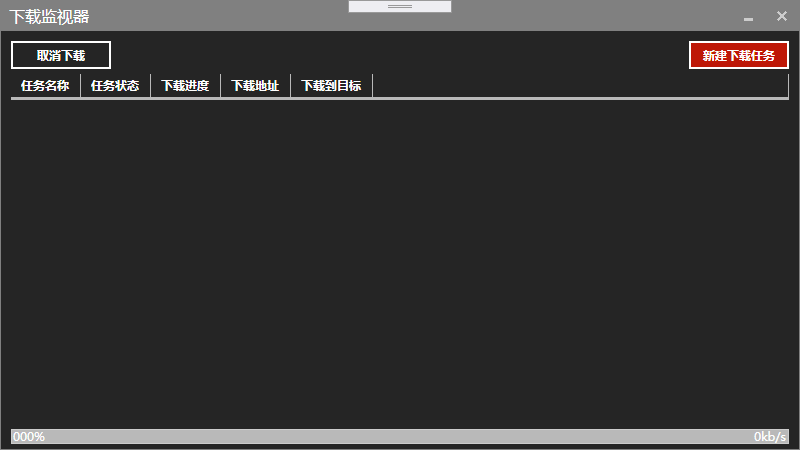 下载监视器
取消下载
新建下载任务
任务名称 任务状态 下载进度 下载地址 下载到目标
000%
0kb/s